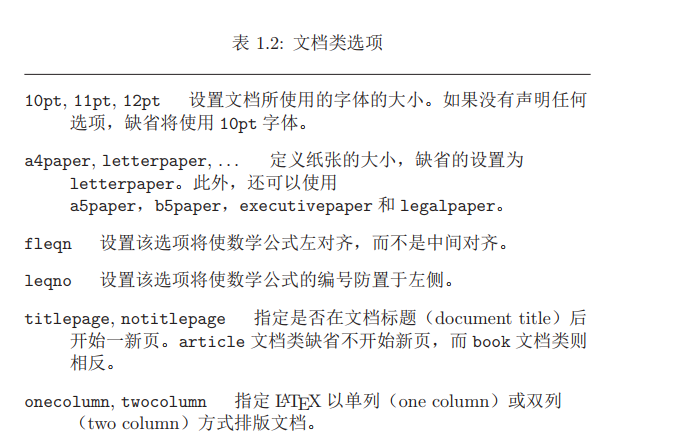 表 1.2: 文档类选项
10pt, 11pt, 12pt 设置文档所使用的字体的大小。如果没有声明任何
选项，缺省将使用 10pt 字体。
a4paper, letterpaper, ... 定义纸张的大小，缺省的设置为
letterpaper。此外，还可以使用
a5paper，b5paper，executivepaper 和 legalpaper。
fleqn 设置该选项将使数学公式左对齐，而不是中间对齐。
leqno 设置该选项将使数学公式的编号防置于左侧。
titlepage, notitlepage 指定是否在文档标题（document title）后
开始一新页。article 文档类缺省不开始新页，而 book 文档类则
相反。
onecolumn, twocolumn 指定 LATEX 以单列（one column）或双列
（two column）方式排版文档。